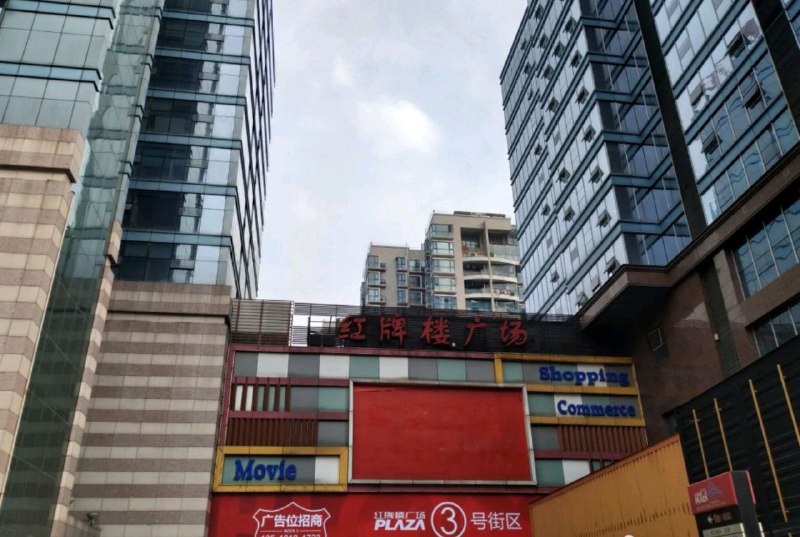 红牌楼广场
Shopping
Commerce
Movie
广告位招商
红牌楼广场
PLAZA
3号街区